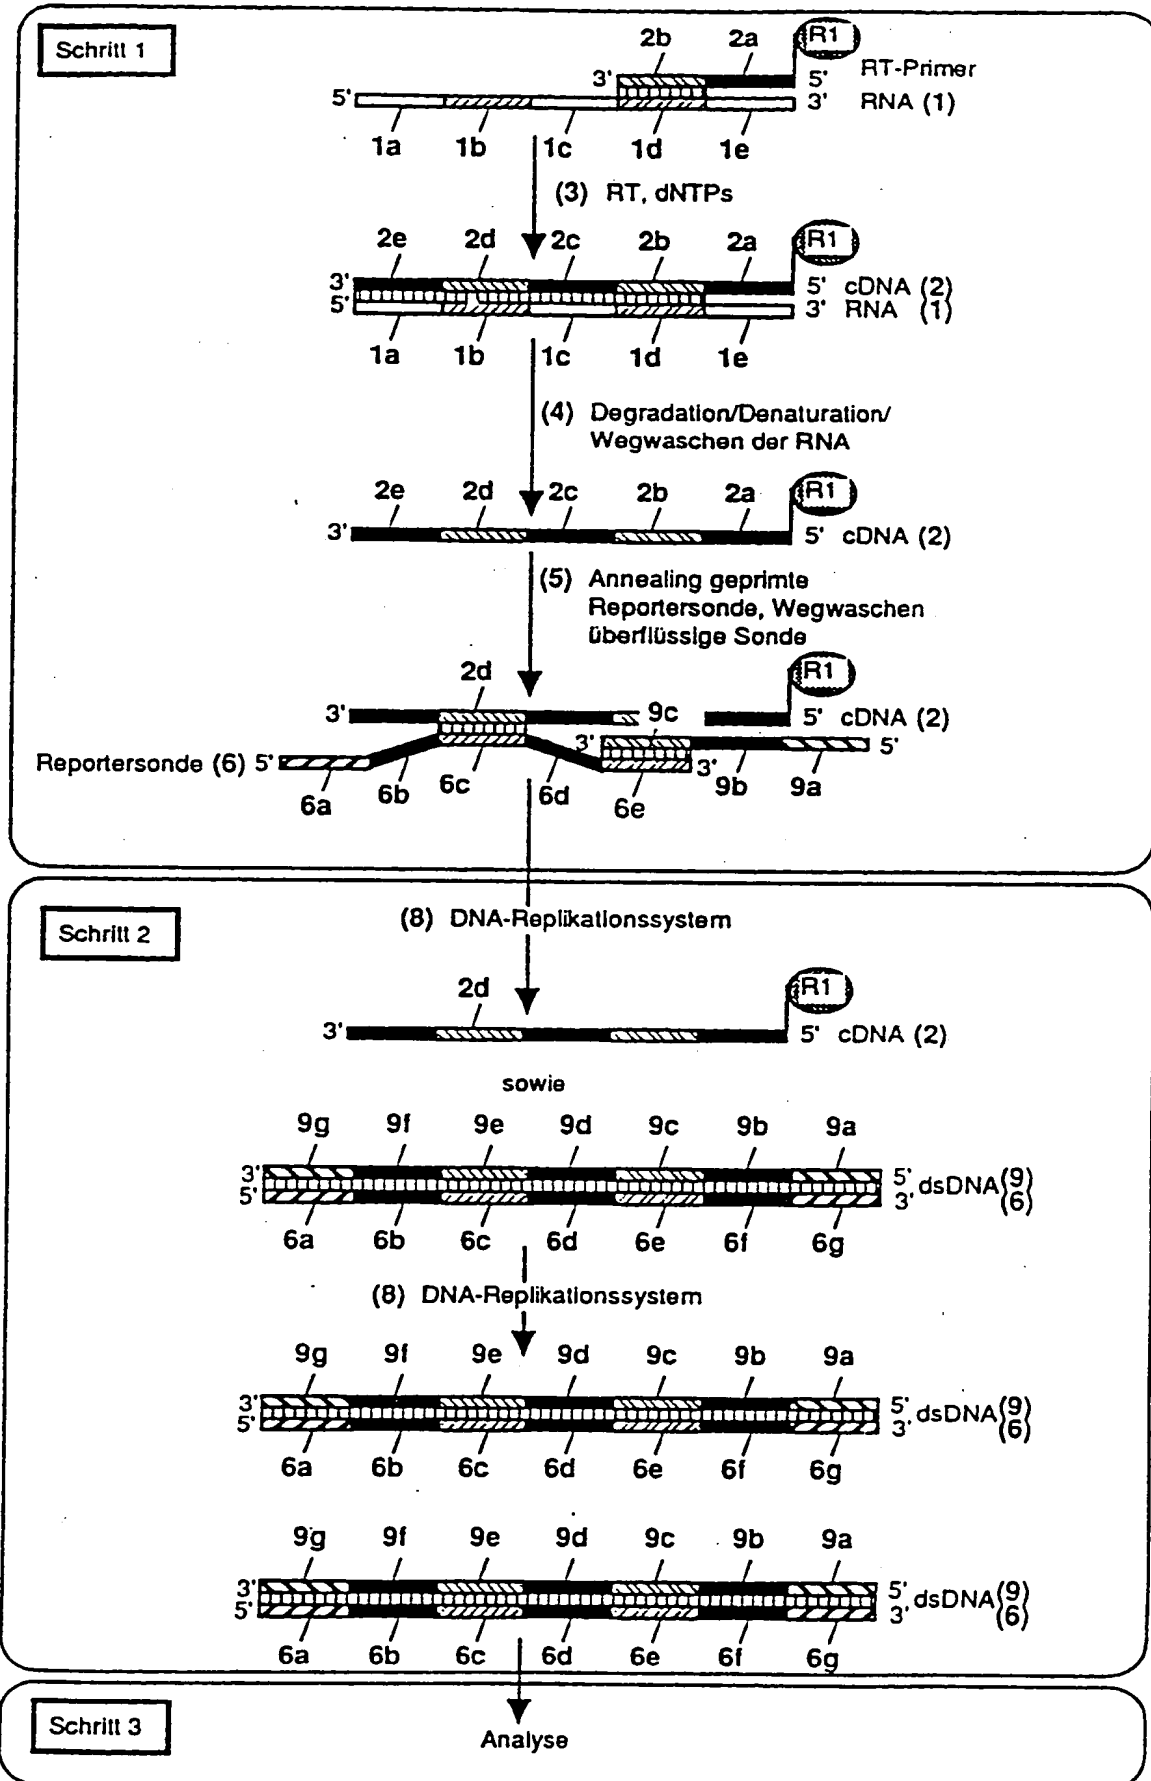 Schritt 1
2b 2a R1
3' 5' RT-Primer
5' 3' RNA (1)
1a 1b 1c 1d 1e
(3) RT, dNTPs
2e 2d 2c 2b 2a R1
3' 5' cDNA (2)
5' 3' RNA (1)
1a 1b 1c 1d 1e
(4) Degradation/Denaturation/
Wegwaschen der RNA
2e 2d 2c 2b 2a R1
3' 5' cDNA (2)
(5) Annealing geprimte
Reportersonde, Wegwaschen
überflüssige Sonde
2d R1
3' 9c 5' cDNA (2)
3' 5'
Reportersonde (6) 5' 3'
6a 6b 6c 6d 6e 9b 9a
Schritt 2
(8) DNA-Replikationssystem
2d R1
3' 5' cDNA (2)
sowie
9g 9f 9e 9d 9c 9b 9a
3' 5' dsDNA (9)
5' 3' (6)
6a 6b 6c 6d 6e 6f 6g
(8) DNA-Replikationssystem
9g 9f 9e 9d 9c 9b 9a
3' 5' dsDNA (9)
5' 3' (6)
6a 6b 6c 6d 6e 6f 6g
9g 9f 9e 9d 9c 9b 9a
3' 5' dsDNA (9)
5' 3' (6)
6a 6b 6c 6d 6e 6f 6g
Schritt 3
Analyse